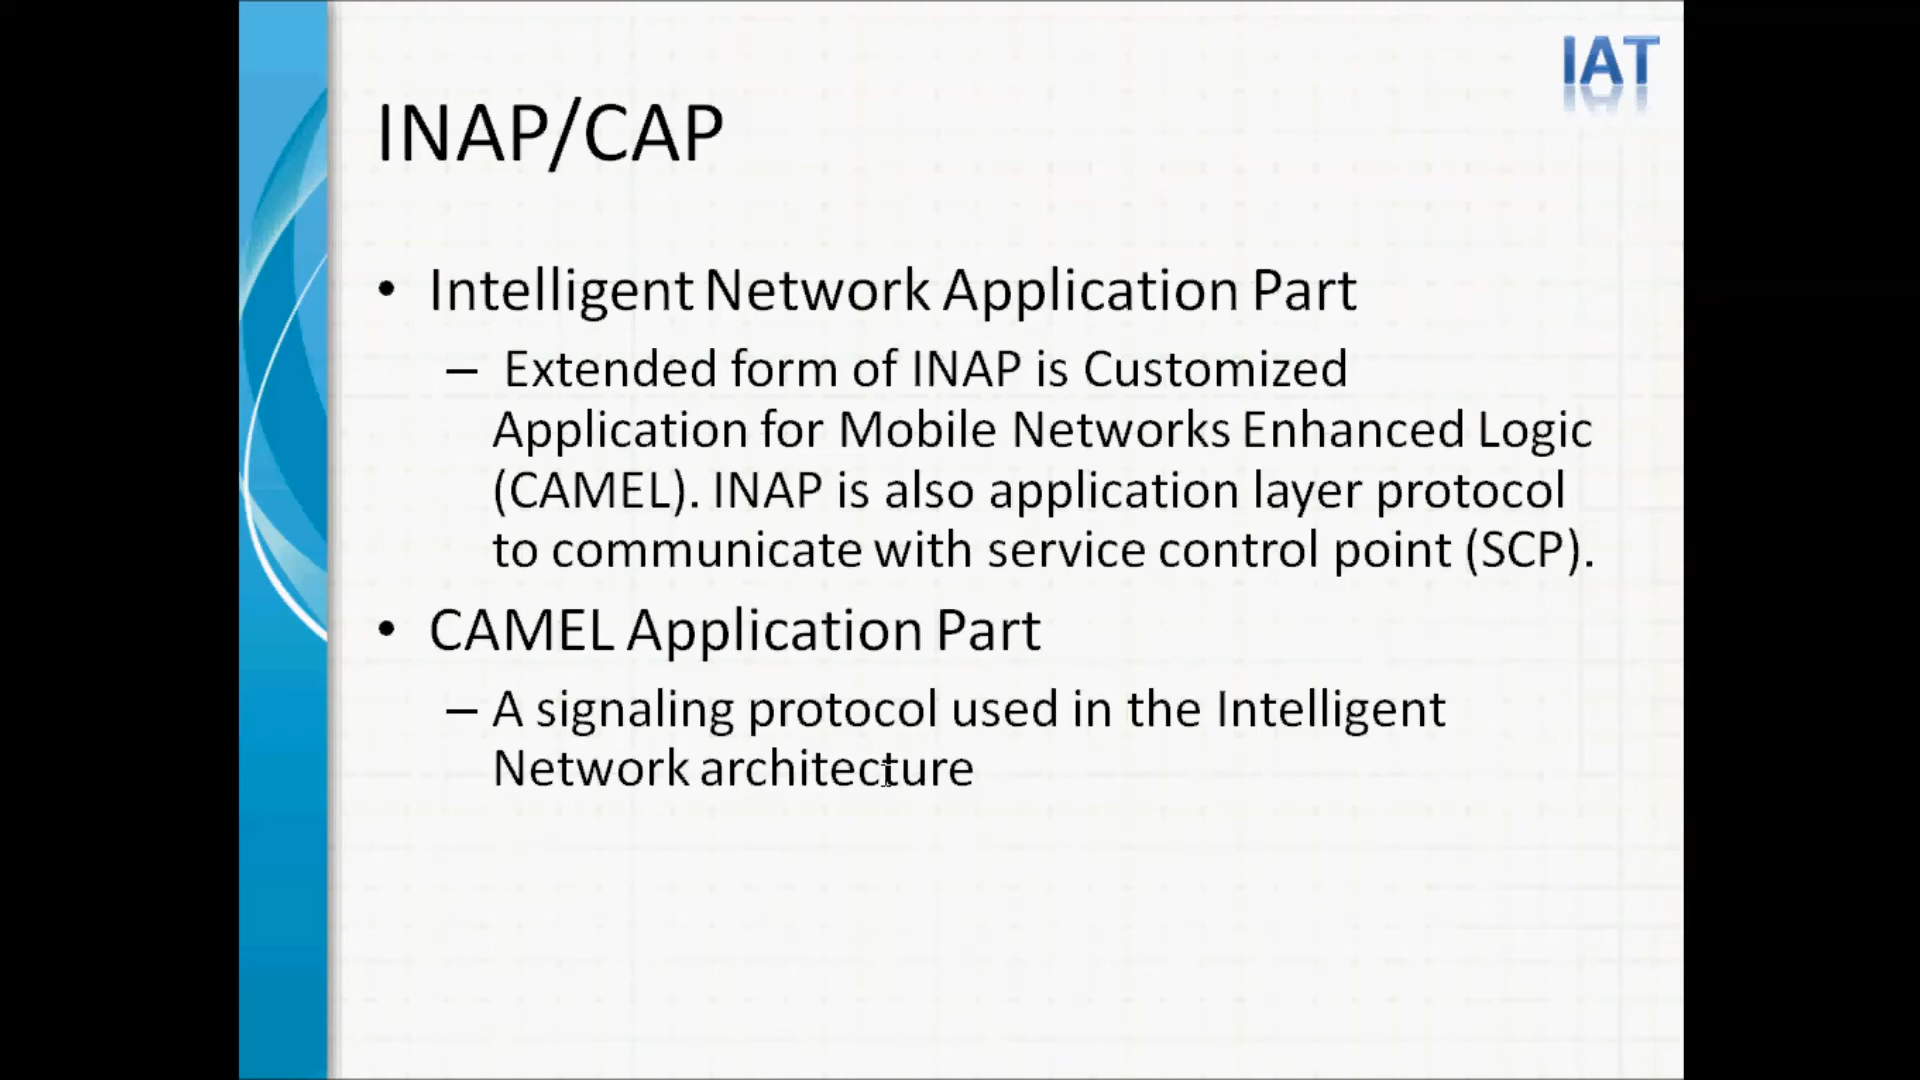 IAT
INAP/CAP
• Intelligent Network Application Part
– Extended form of INAP is Customized
Application for Mobile Networks Enhanced Logic
(CAMEL). INAP is also application layer protocol
to communicate with service control point (SCP).
• CAMEL Application Part
– A signaling protocol used in the Intelligent
Network architecture